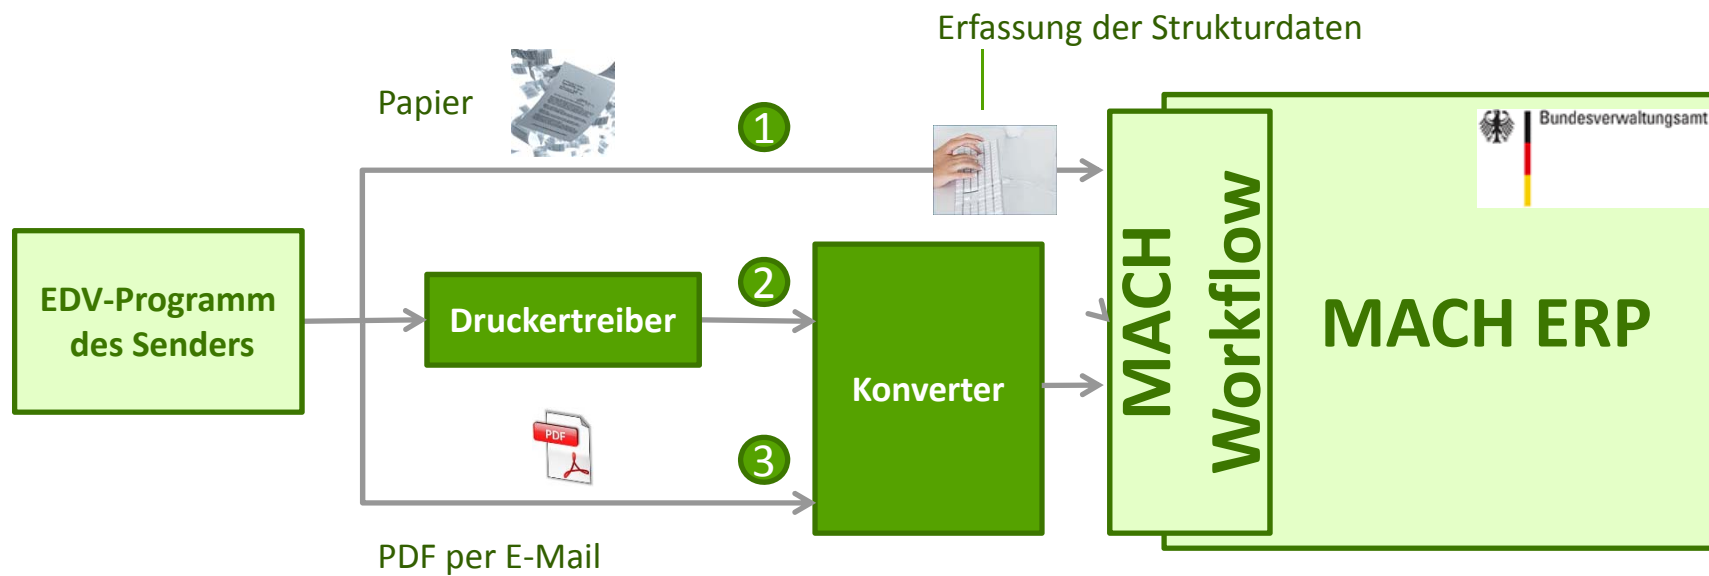 Erfassung der Strukturdaten
Papier
1
Bundesverwaltungsamt
EDV-Programm
des Senders
Druckertreiber
2
Konverter
MACH
Workflow
MACH ERP
PDF
3
PDF per E-Mail